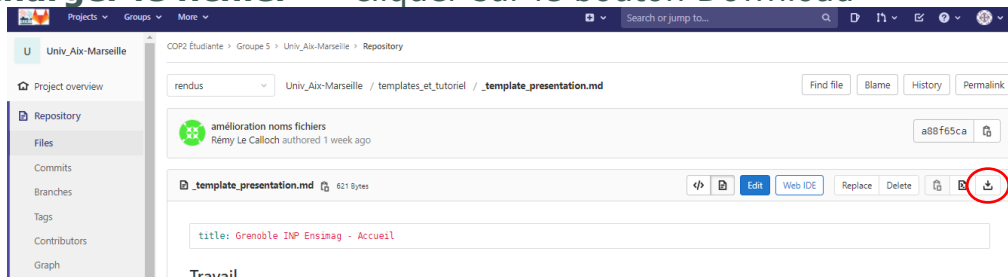 Cliquer sur le bouton Download
Projects Groups More Search or jump to...
U Univ_Aix-Marseille
COP2 Étudiante > Groupe 5 > Univ_Aix-Marseille > Repository
Project overview
rendus Univ_Aix-Marseille / templates_et_tutoriel / _template_presentation.md Find file Blame History Permalink
Repository
amélioration noms fichiers
Rémy Le Calloch authored 1 week ago
a88f65ca
Files
Commits
_template_presentation.md 621 Bytes </> Edit Web IDE Replace Delete
Branches
Tags
title: Grenoble INP Ensimag - Accueil
Contributors
Graph
Travail